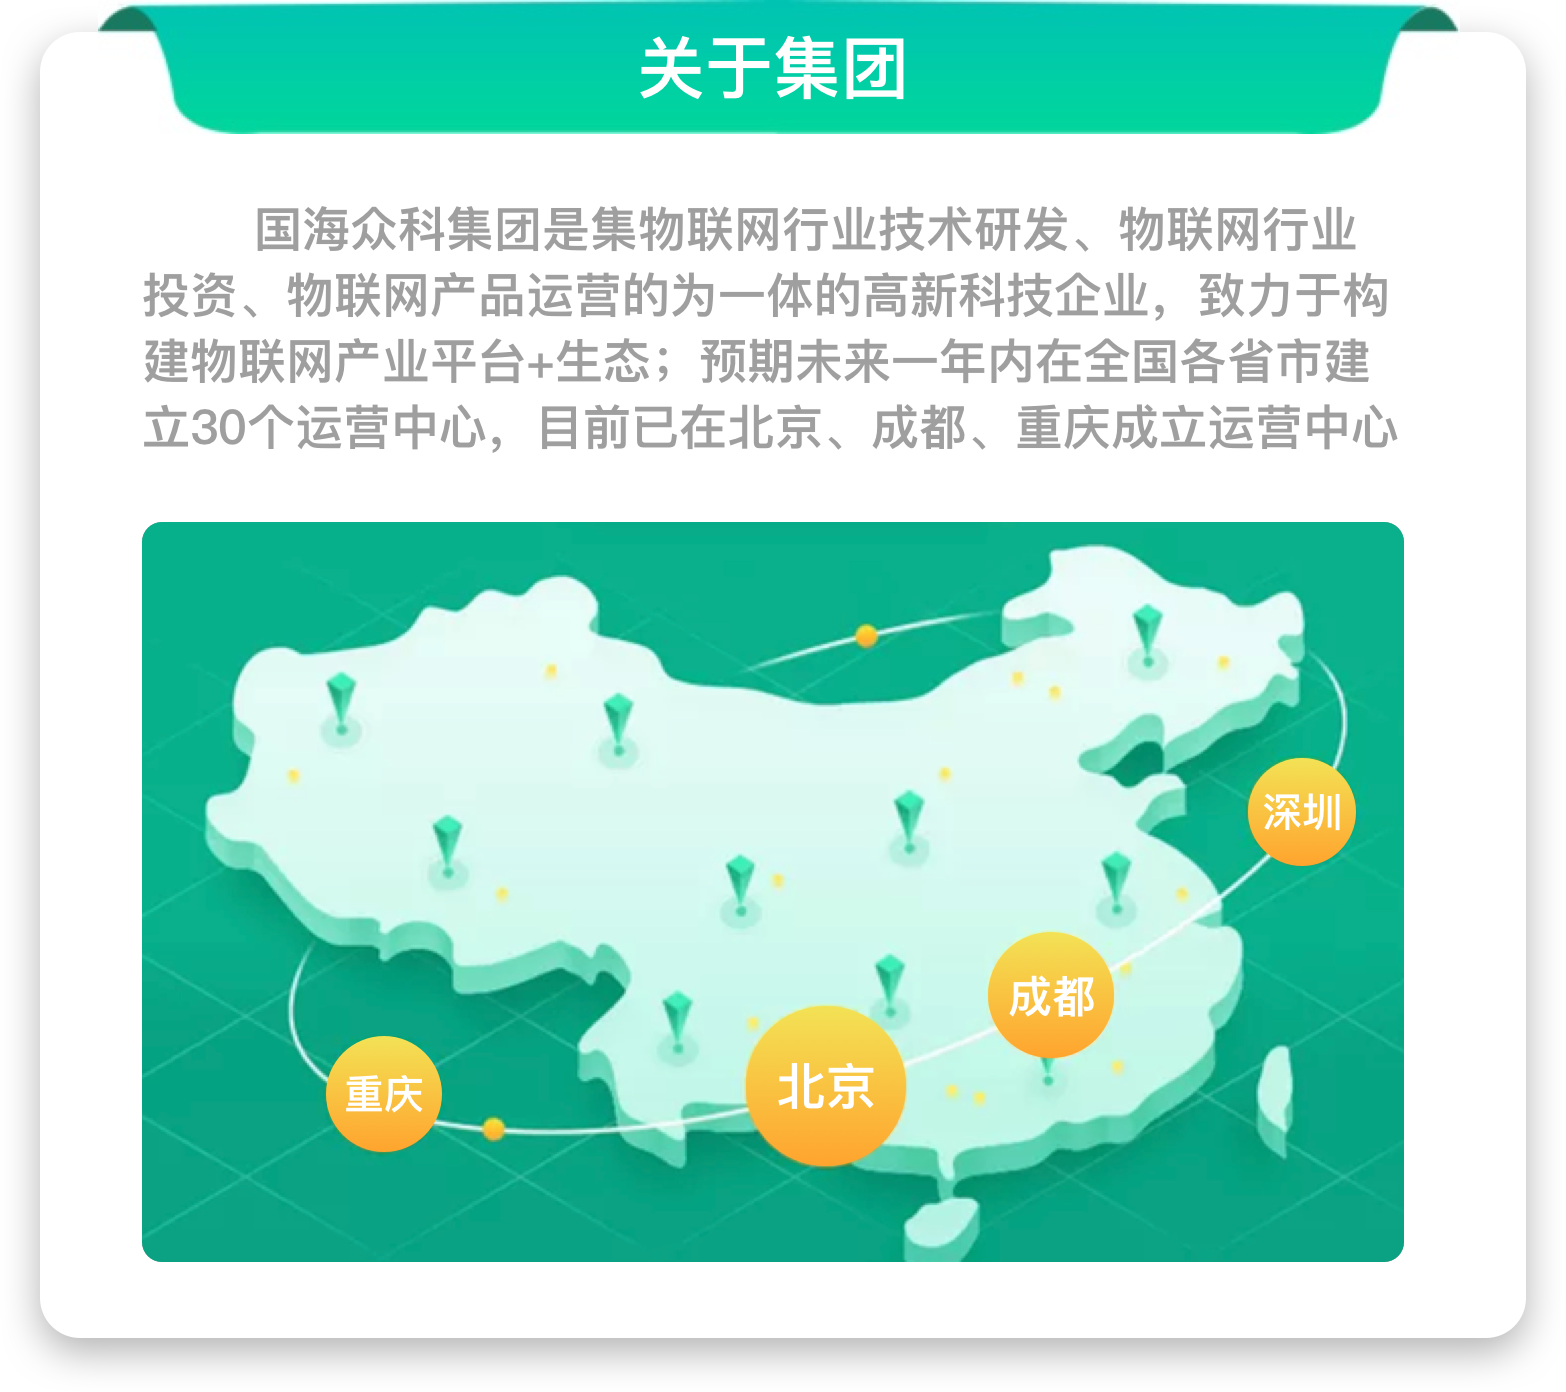 关于集团
国海众科集团是集物联网行业技术研发、物联网行业
投资、物联网产品运营的为一体的高新科技企业，致力于构
建物联网产业平台+生态；预期未来一年内在全国各省市建
立30个运营中心，目前已在北京、成都、重庆成立运营中心
深圳
成都
北京
重庆